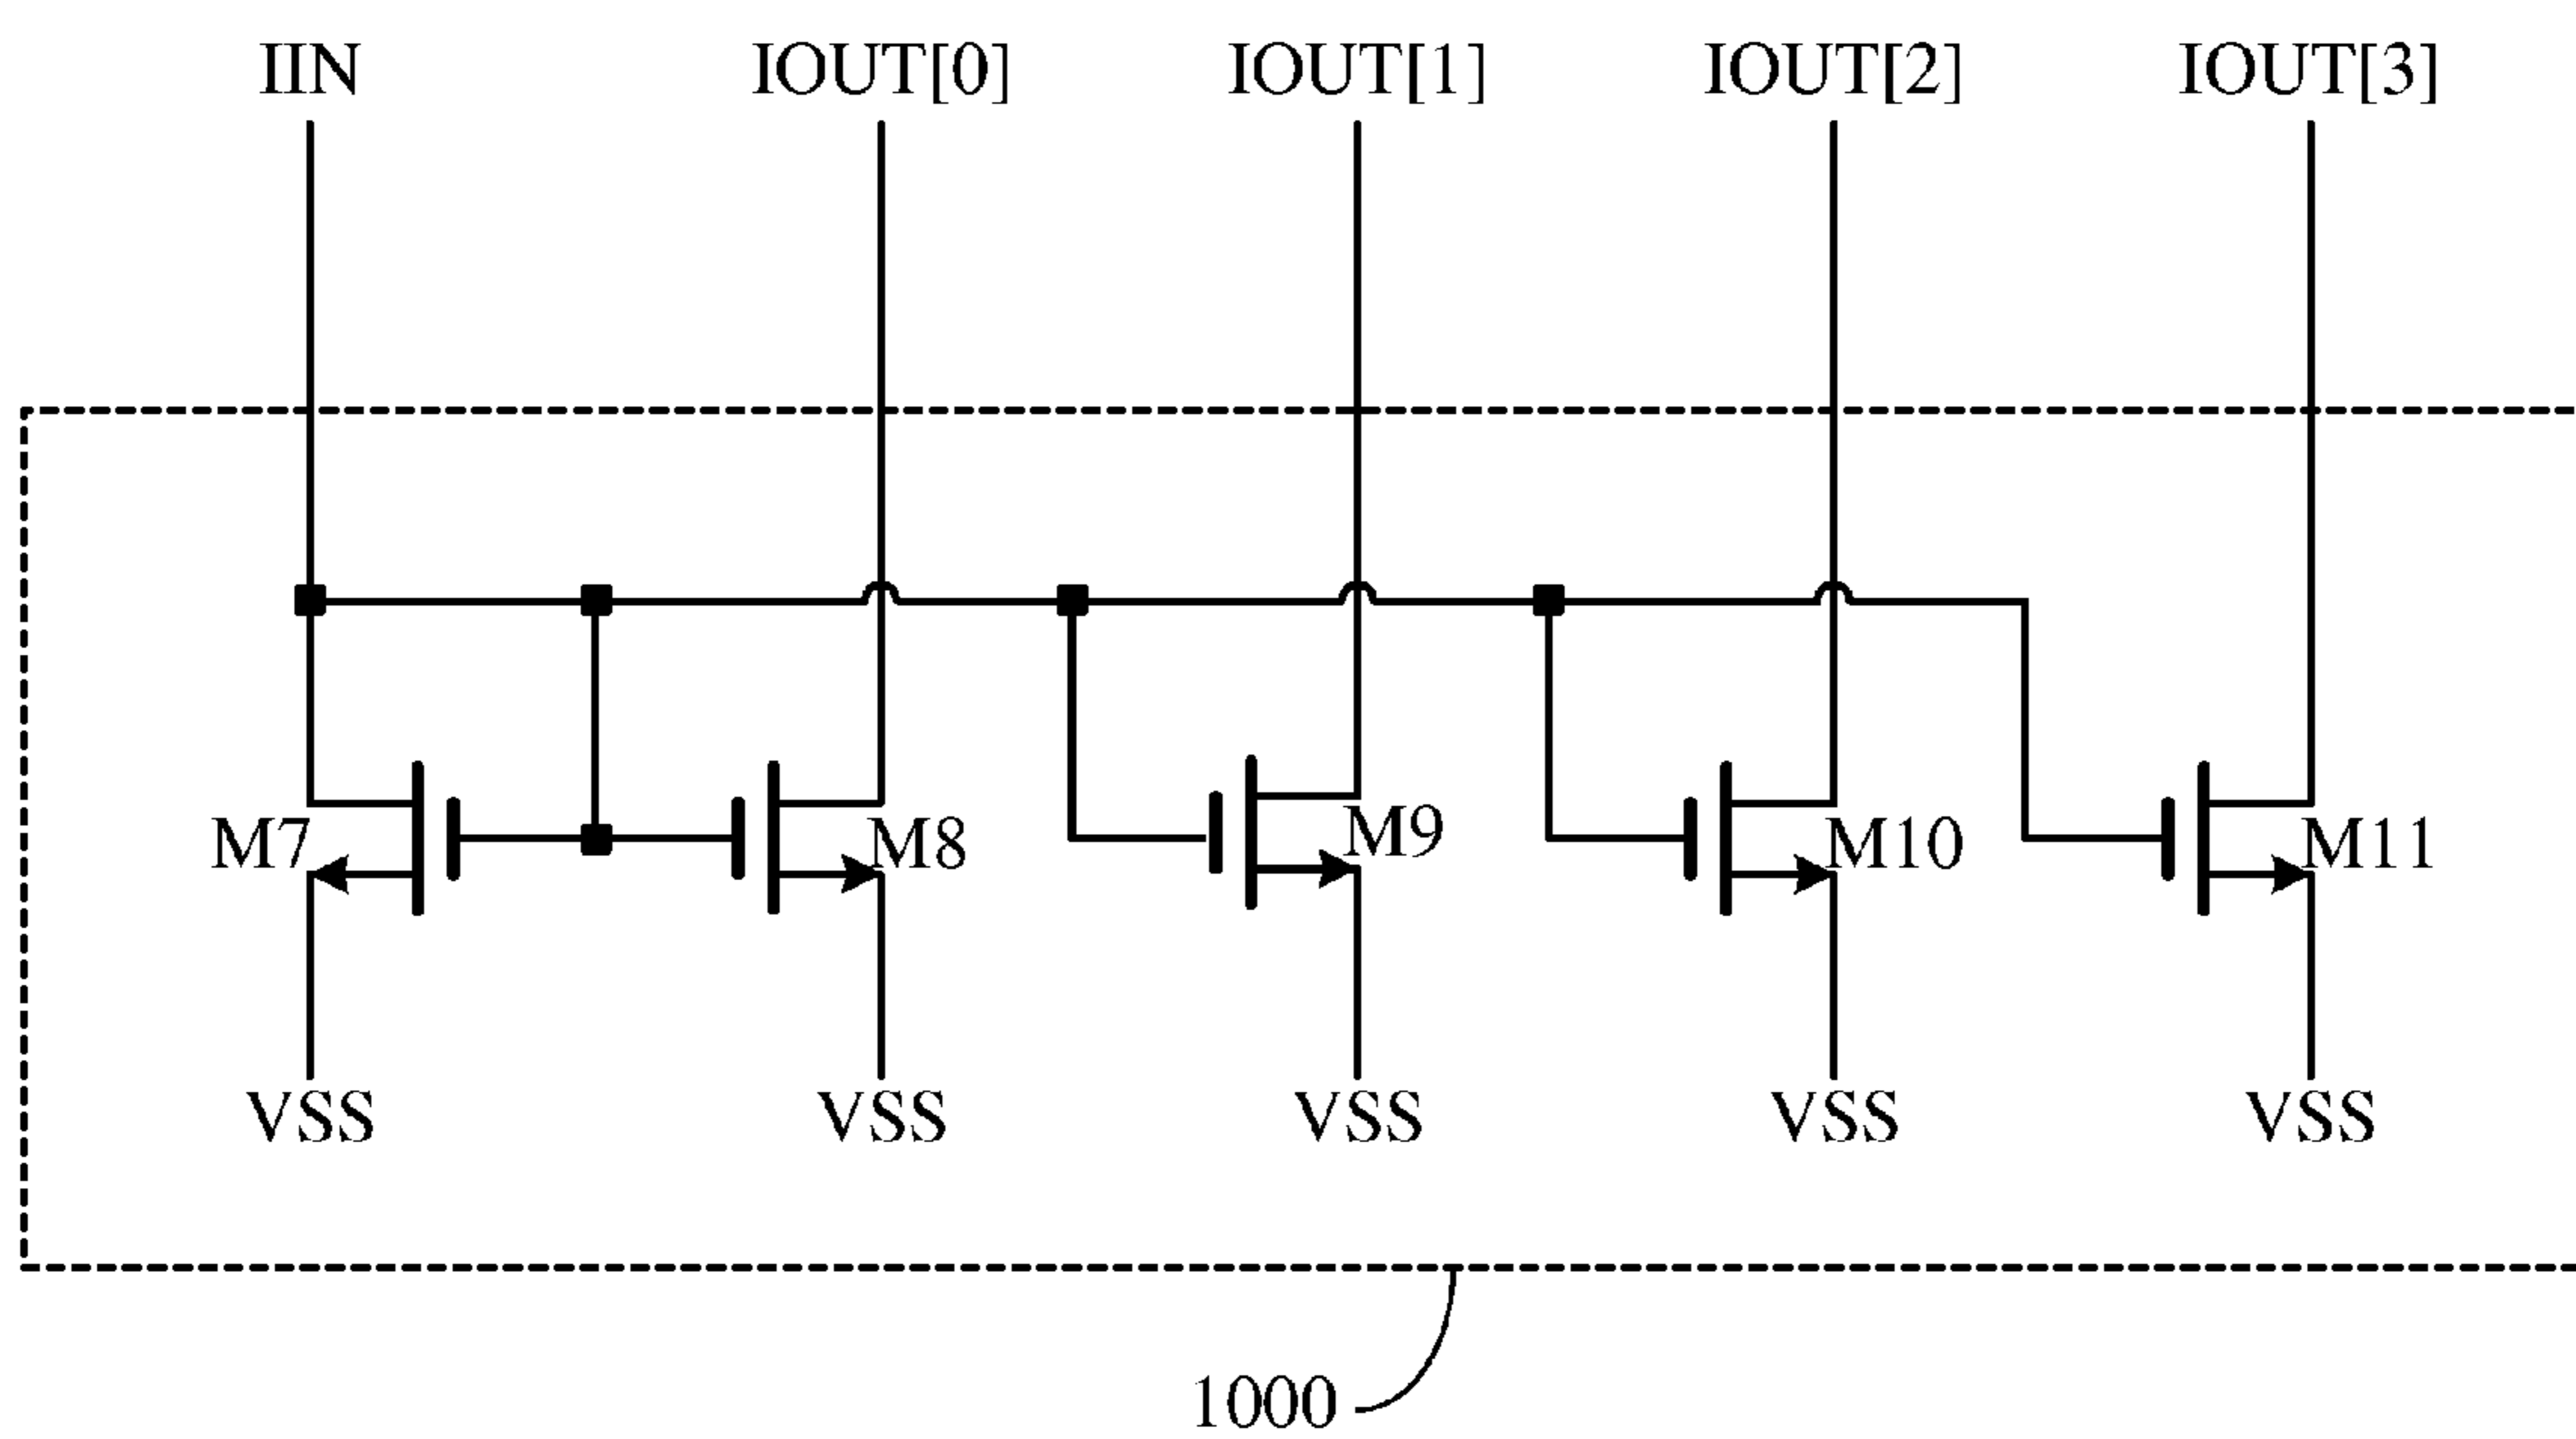 IIN IOUT[0] IOUT[1] IOUT[2] IOUT[3]
M7 M8 M9 M10 M11
VSS VSS VSS VSS VSS
1000